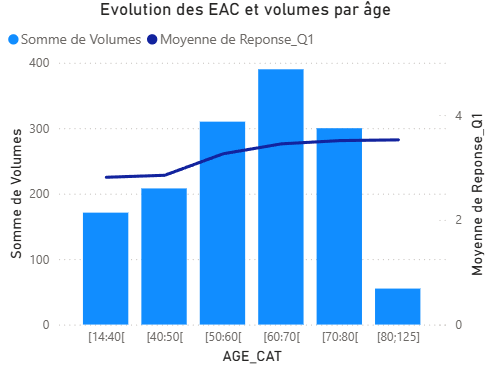 Evolution des EAC et volumes par âge
Somme de Volumes Moyenne de Reponse_Q1
400
300
200
100
0
4
2
0
Somme de Volumes
Moyenne de Reponse_Q1
[14:40[ [40:50[ [50:60[ [60:70[ [70:80[ [80;125]
AGE_CAT